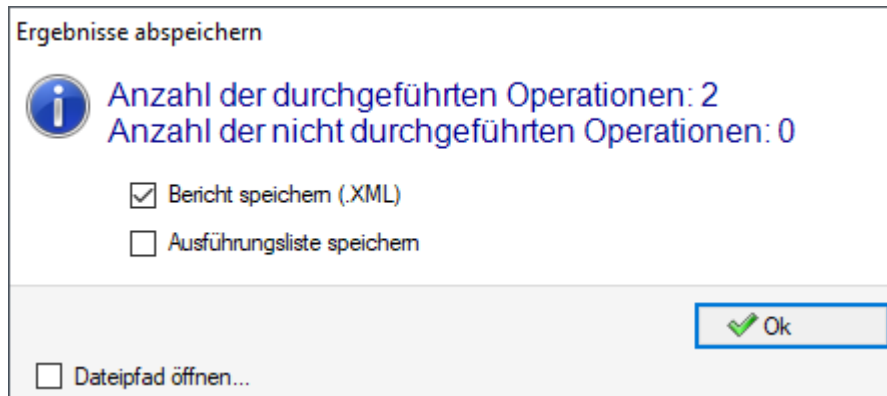 Ergebnisse abspeichern
Anzahl der durchgeführten Operationen: 2
Anzahl der nicht durchgeführten Operationen: 0
Bericht speichern (.XML)
Ausführungsliste speichern
Ok
Dateipfad öffnen...